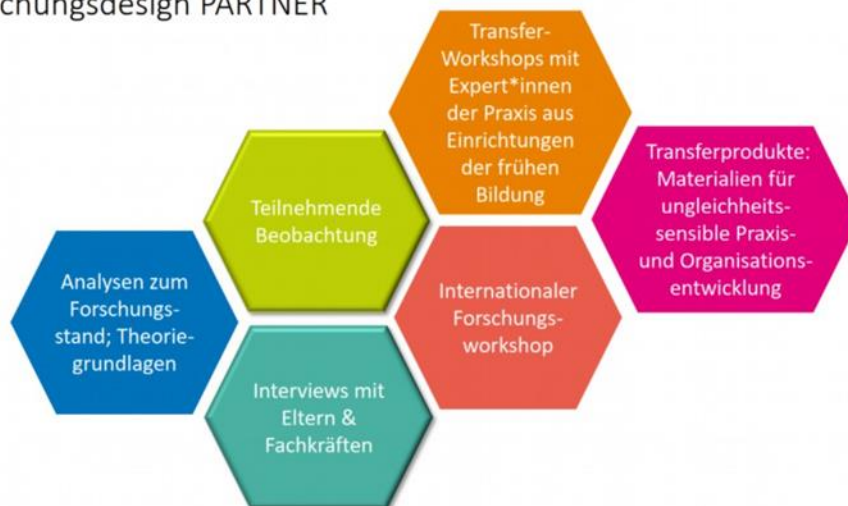 chungsdesign PARTNER
Transfer-
Workshops mit
Expert*innen
der Praxis aus
Einrichtungen
der frühen
Bildung
Transferprodukte:
Materialien für
ungleichheits-
sensible Praxis-
und Organisations-
entwicklung
Teilnehmende
Beobachtung
Analysen zum
Forschungs-
stand; Theorie-
grundlagen
Internationaler
Forschungs-
workshop
Interviews mit
Eltern &
Fachkräften